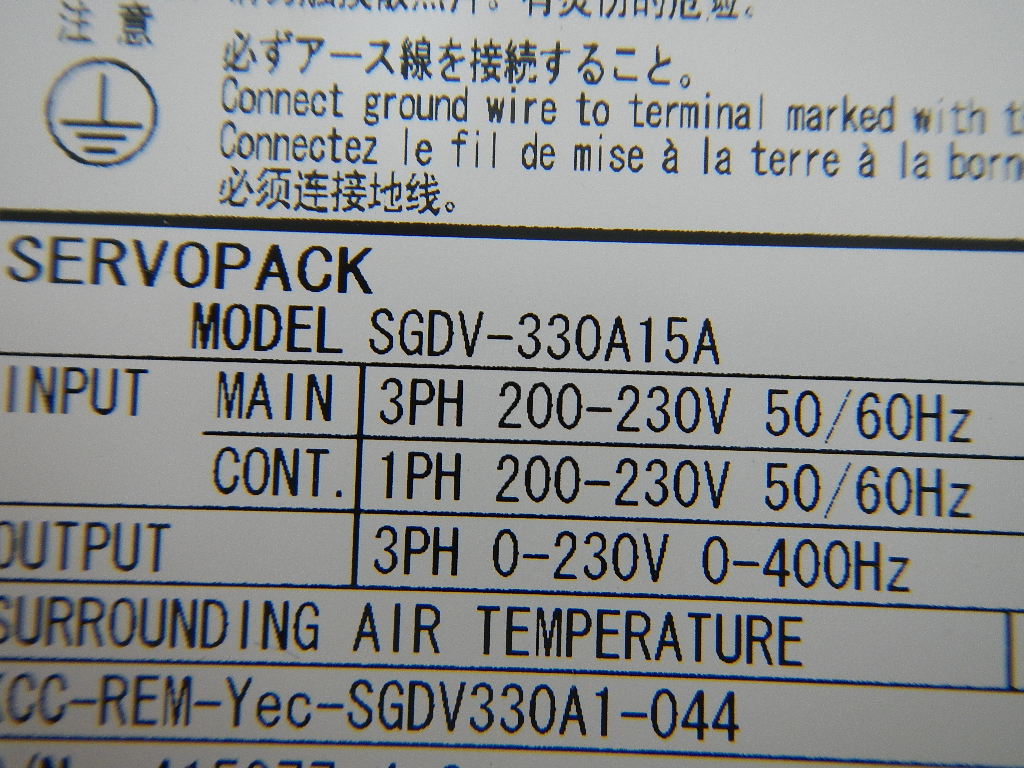 注意
必ずアース線を接続すること。
Connect ground wire to terminal marked with
Connectez le fil de mise à la terre à la
必须连接地线。
SERVOPACK
MODEL SGDV-330A15A
INPUT MAIN 3PH 200-230V 50/60Hz
CONT. 1PH 200-230V 50/60Hz
OUTPUT 3PH 0-230V 0-400Hz
SURROUNDING AIR TEMPERATURE
KCC-REM-Yec-SGDV330A1-044